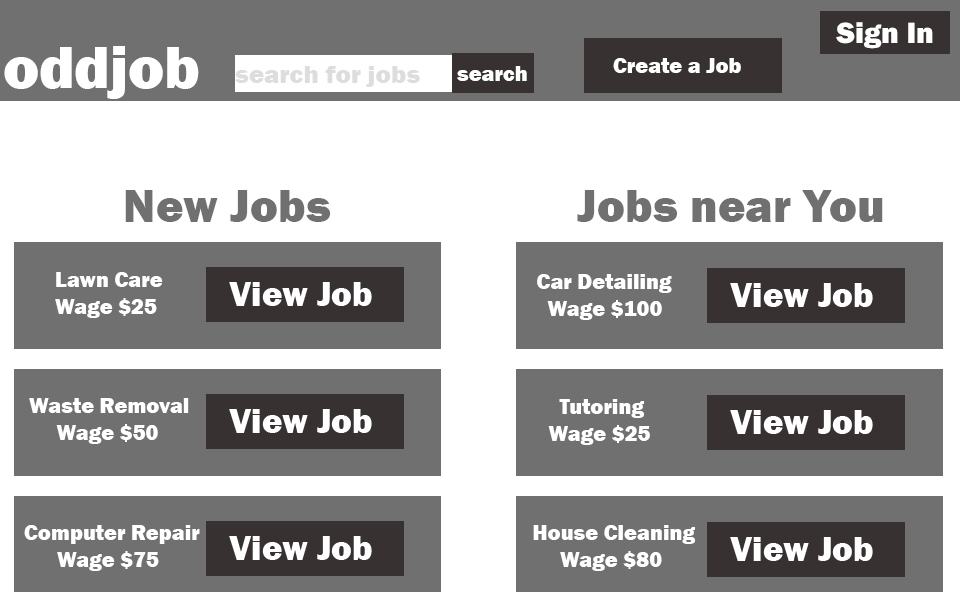 Sign In
oddjob
search for jobs
search
Create a Job
New Jobs
Lawn Care
Wage $25
View Job
Waste Removal
Wage $50
View Job
Computer Repair
Wage $75
View Job
Jobs near You
Car Detailing
Wage $100
View Job
Tutoring
Wage $25
View Job
House Cleaning
Wage $80
View Job